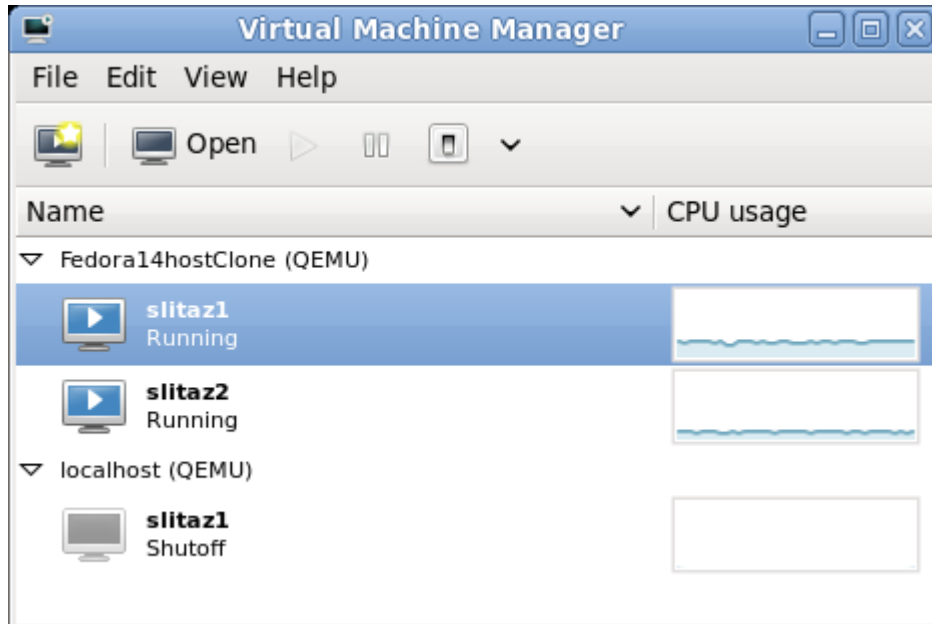 Virtual Machine Manager
File Edit View Help
Open
Name CPU usage
Fedora14hostClone (QEMU)
slitaz1
Running
slitaz2
Running
localhost (QEMU)
slitaz1
Shutoff